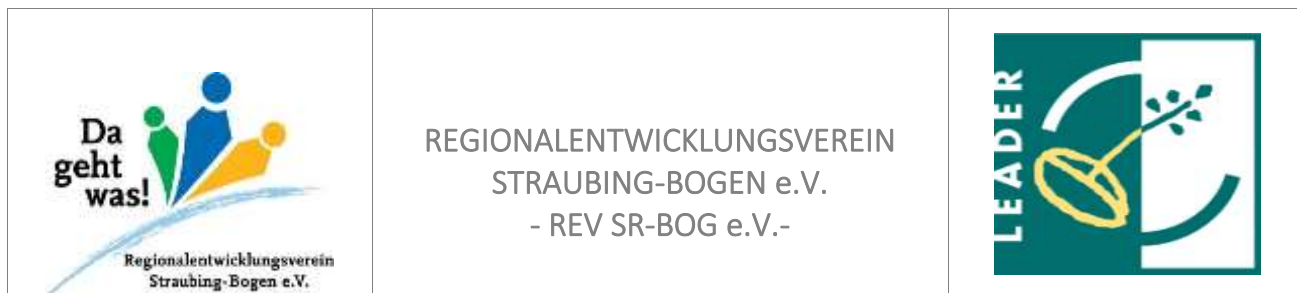 Da
geht
was!
Regionalentwicklungsverein
Straubing-Bogen e.V.
REGIONALENTWICKLUNGSVEREIN
STRAUBING-BOGEN e.V.
- REV SR-BOG e.V.-
LEADER